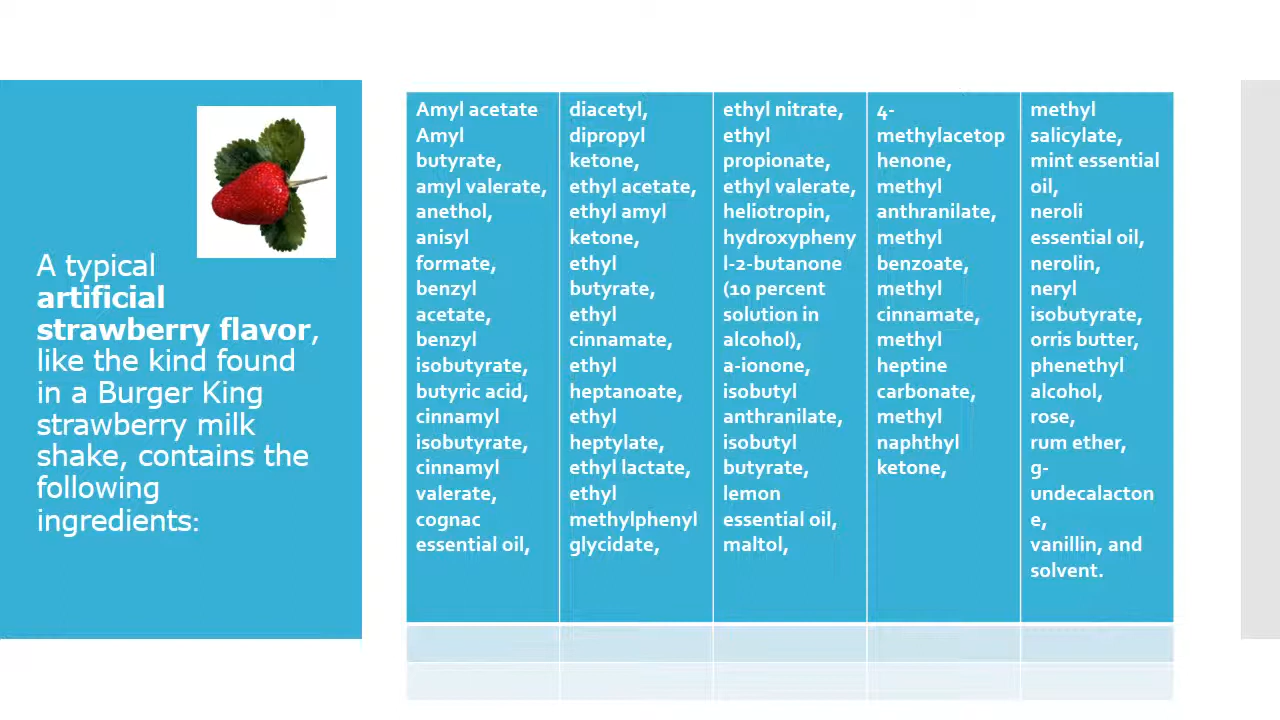 A typical
artificial
strawberry flavor,
like the kind found
in a Burger King
strawberry milk
shake, contains the
following
ingredients:
Amyl acetate
Amyl
butyrate,
amyl valerate,
anethol,
anisyl
formate,
benzyl
acetate,
benzyl
isobutyrate,
butyric acid,
cinnamyl
isobutyrate,
cinnamyl
valerate,
cognac
essential oil,
diacetyl,
dipropyl
ketone,
ethyl acetate,
ethyl amyl
ketone,
ethyl
butyrate,
ethyl
cinnamate,
ethyl
heptanoate,
ethyl
heptylate,
ethyl lactate,
ethyl
methylphenyl
glycidate,
ethyl nitrate,
ethyl
propionate,
ethyl valerate,
heliotropin,
hydroxypheny
l-2-butanone
(10 percent
solution in
alcohol),
a-ionone,
isobutyl
anthranilate,
isobutyl
butyrate,
lemon
essential oil,
maltol,
4-
methylacetop
henone,
methyl
anthranilate,
methyl
benzoate,
methyl
cinnamate,
methyl
heptine
carbonate,
methyl
naphthyl
ketone,
methyl
salicylate,
mint essential
oil,
neroli
essential oil,
nerolin,
neryl
isobutyrate,
orris butter,
phenethyl
alcohol,
rose,
rum ether,
g-
undecalacton
e,
vanillin, and
solvent.